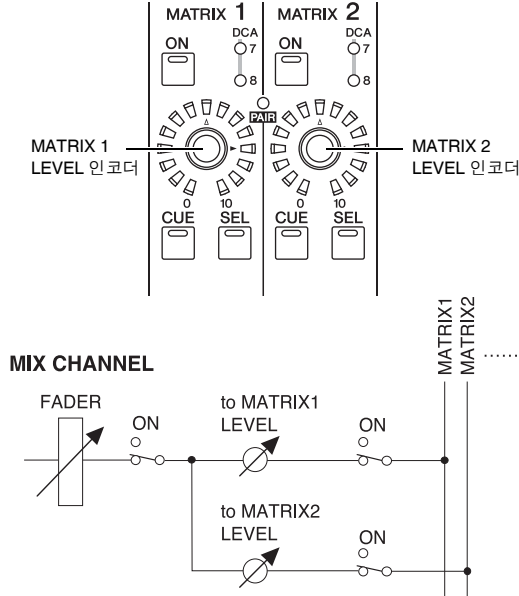 MATRIX 1
MATRIX 2
ON
DCA
7
8
ON
DCA
7
8
PAIR
MATRIX 1
LEVEL 인코더
MATRIX 2
LEVEL 인코더
0
10
0
10
CUE
SEL
CUE
SEL
MATRIX1
MATRIX2
......
MIX CHANNEL
FADER
ON
to MATRIX1
LEVEL
ON
to MATRIX2
LEVEL
ON